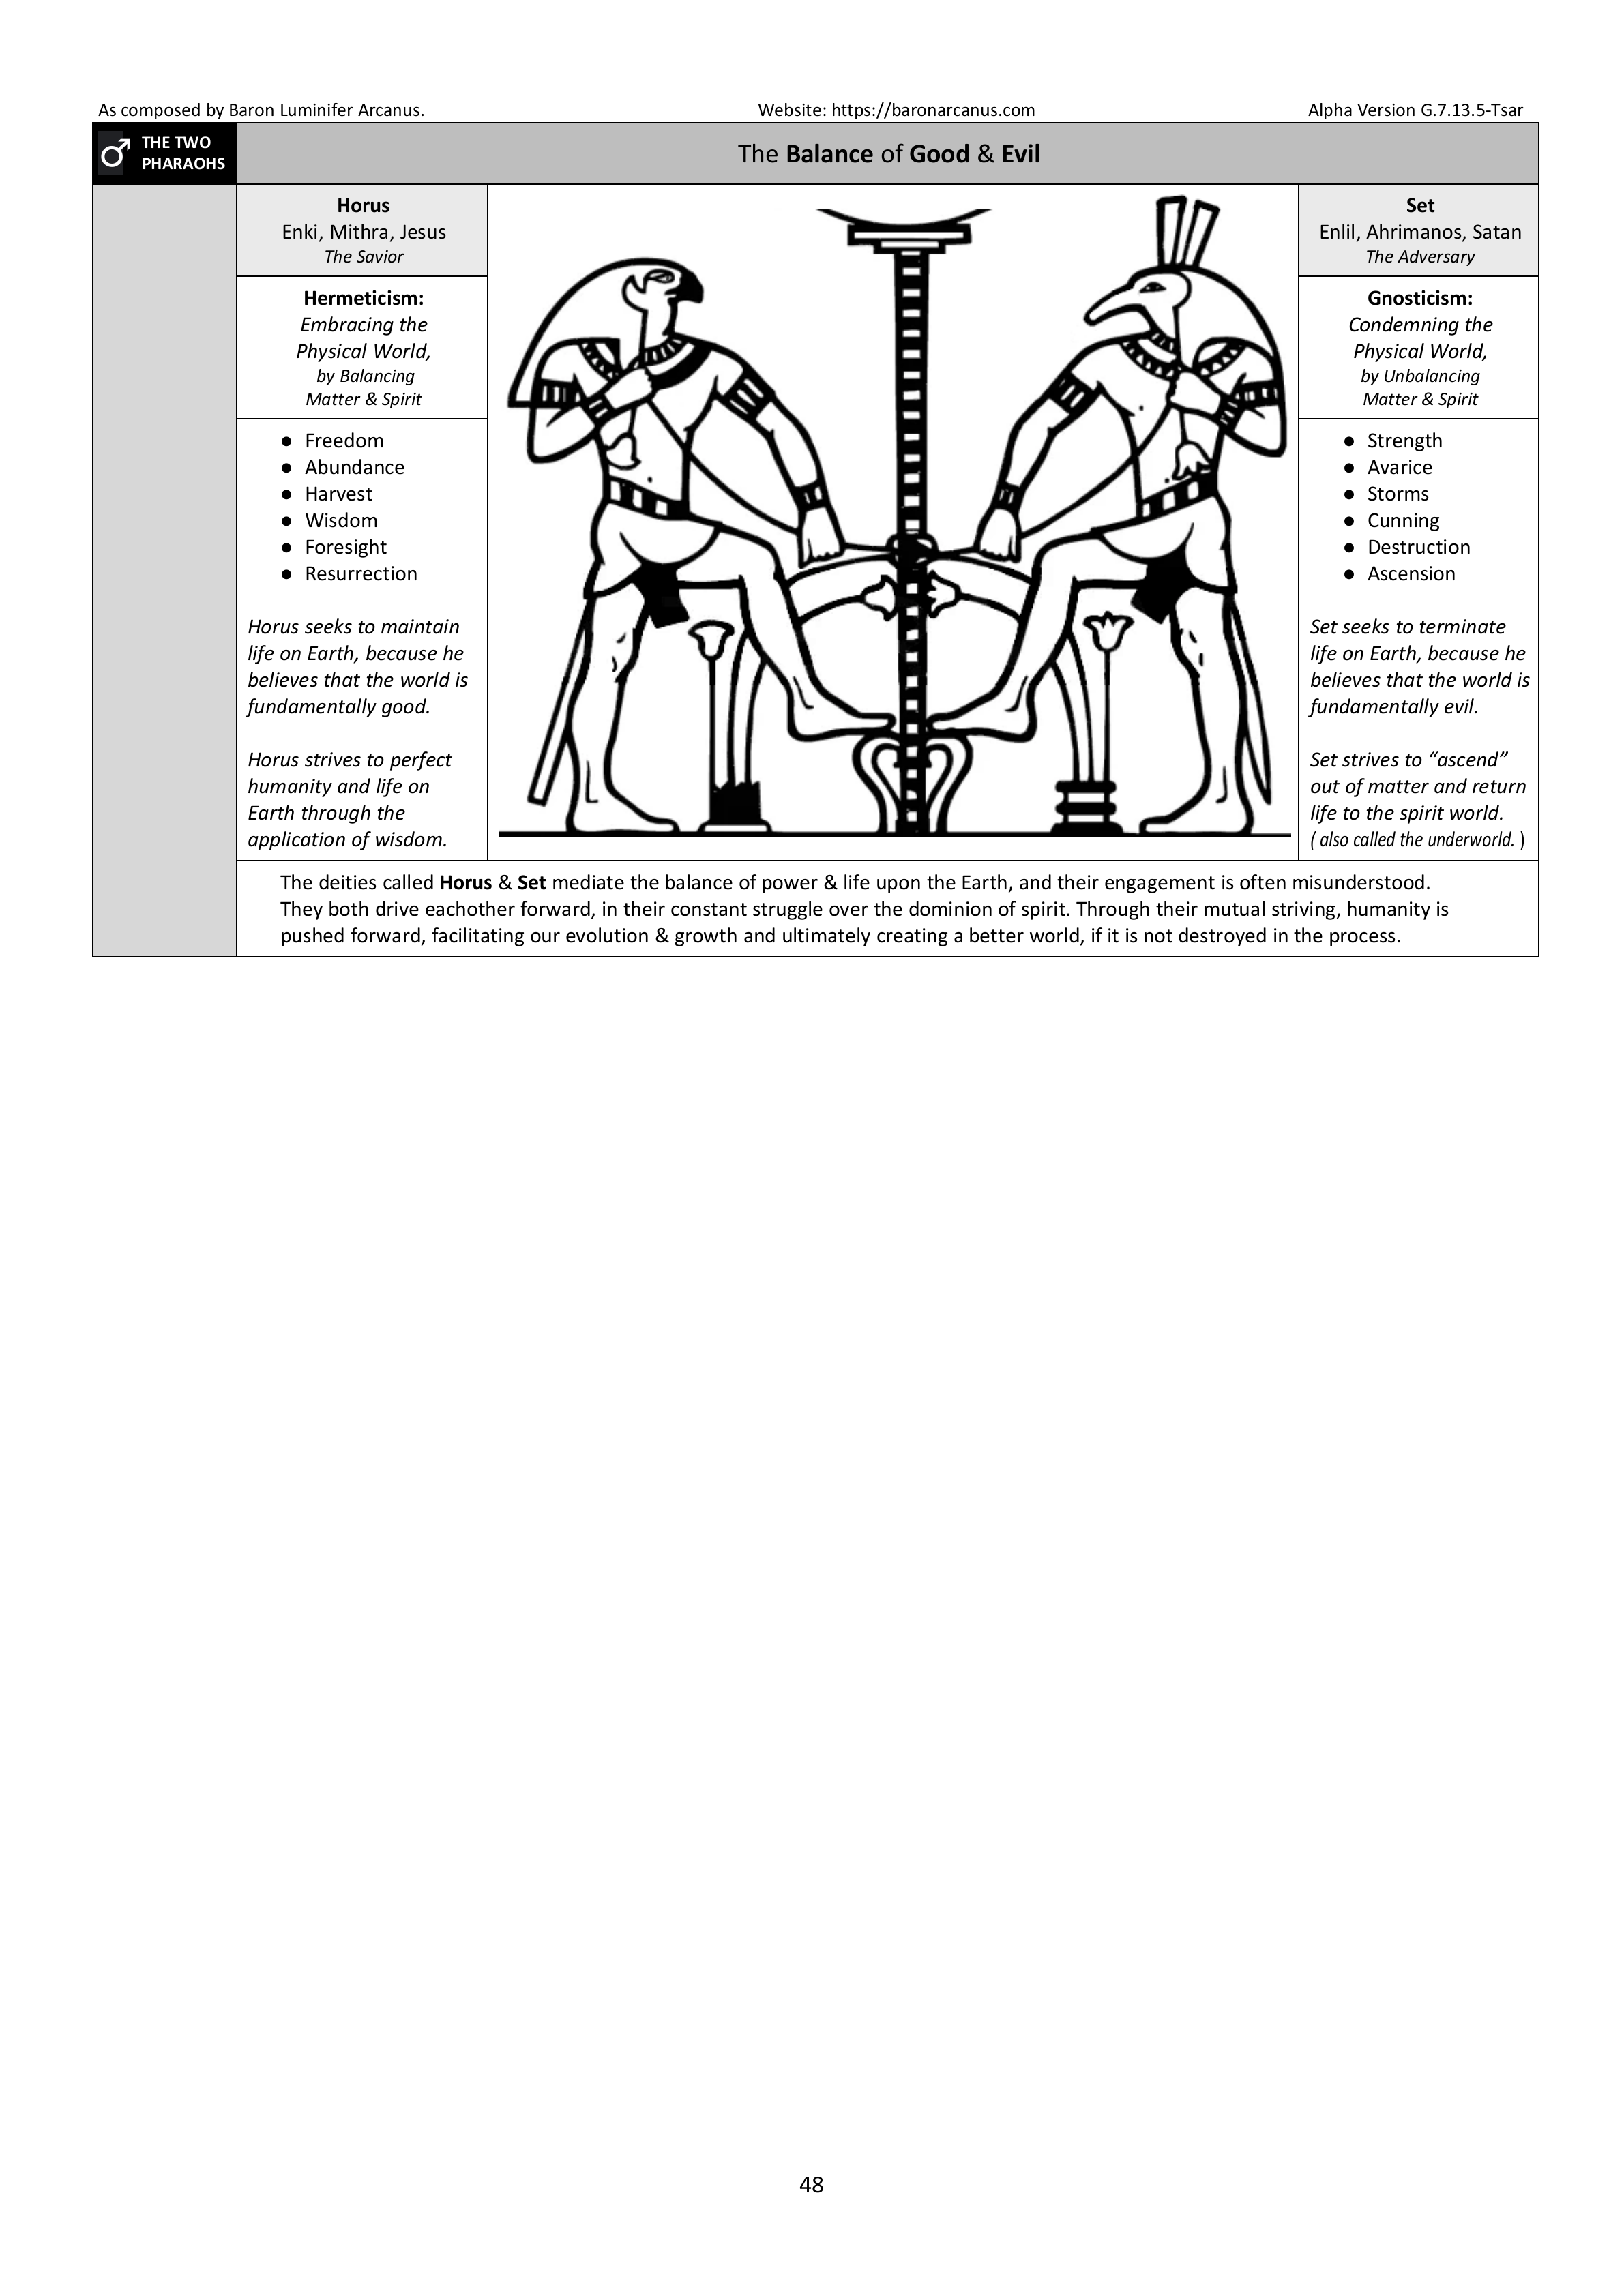 As composed by Baron Luminifer Arcanus.
Website: https://baronarcanus.com
Alpha Version G.7.13.5-Tsar
♂ THE TWO
PHARAOHS
The Balance of Good & Evil
Horus
Enki, Mithra, Jesus
The Savior
Hermeticism:
Embracing the
Physical World,
by Balancing
Matter & Spirit
● Freedom
● Abundance
● Harvest
● Wisdom
● Foresight
● Resurrection
Horus seeks to maintain
life on Earth, because he
believes that the world is
fundamentally good.
Horus strives to perfect
humanity and life on
Earth through the
application of wisdom.
Set
Enlil, Ahrimanos, Satan
The Adversary
Gnosticism:
Condemning the
Physical World,
by Unbalancing
Matter & Spirit
● Strength
● Avarice
● Storms
● Cunning
● Destruction
● Ascension
Set seeks to terminate
life on Earth, because he
believes that the world is
fundamentally evil.
Set strives to “ascend”
out of matter and return
life to the spirit world.
( also called the underworld. )
The deities called Horus & Set mediate the balance of power & life upon the Earth, and their engagement is often misunderstood.
They both drive eachother forward, in their constant struggle over the dominion of spirit. Through their mutual striving, humanity is
pushed forward, facilitating our evolution & growth and ultimately creating a better world, if it is not destroyed in the process.
48